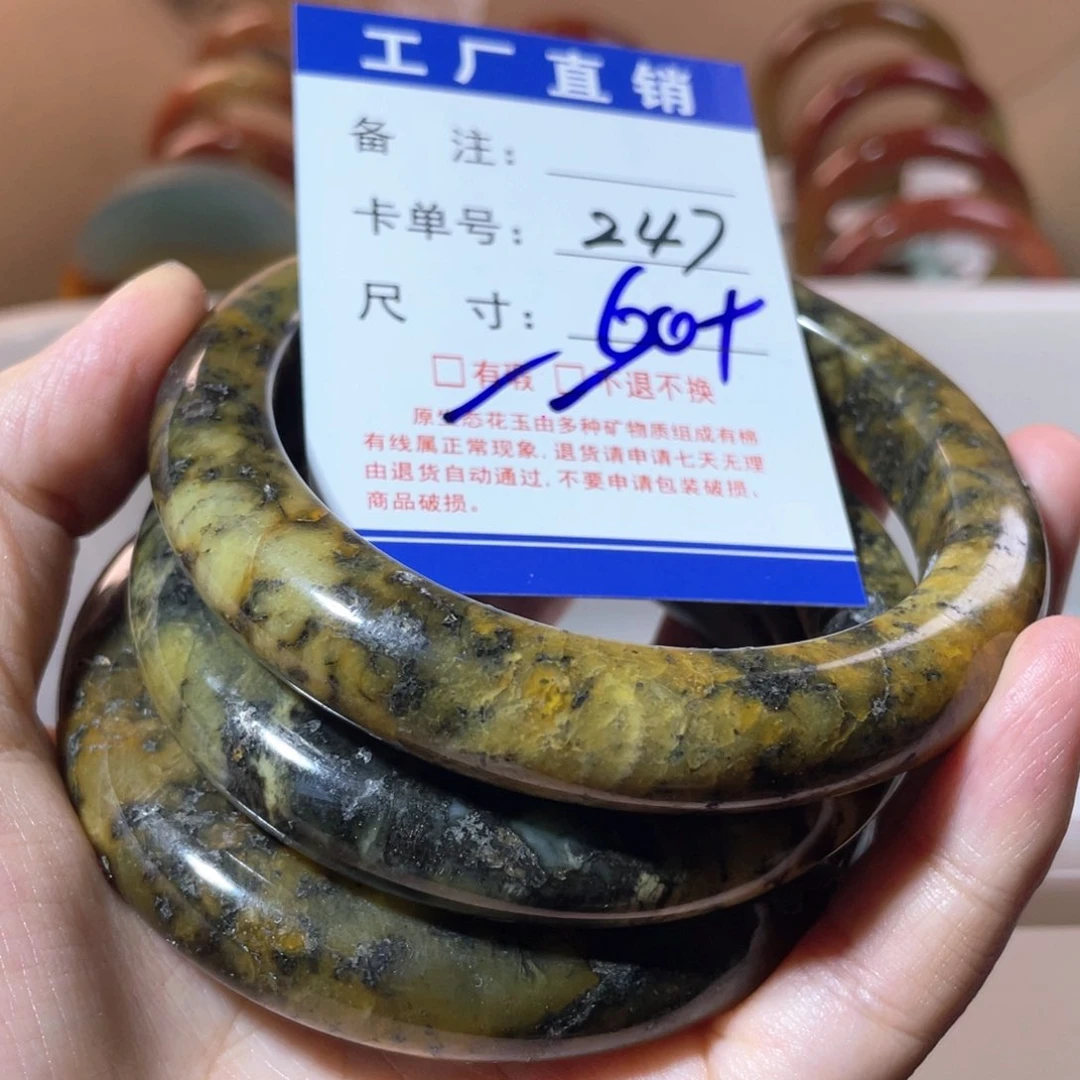 工厂直销
备 注：
卡单号：247
尺 寸：60+
□有瑕 □不退不换
原生态花玉由多种矿物质组成有棉
有线属正常现象，退货请申请七天无理
由退货自动通过，不要申请包装破损、
商品破损。